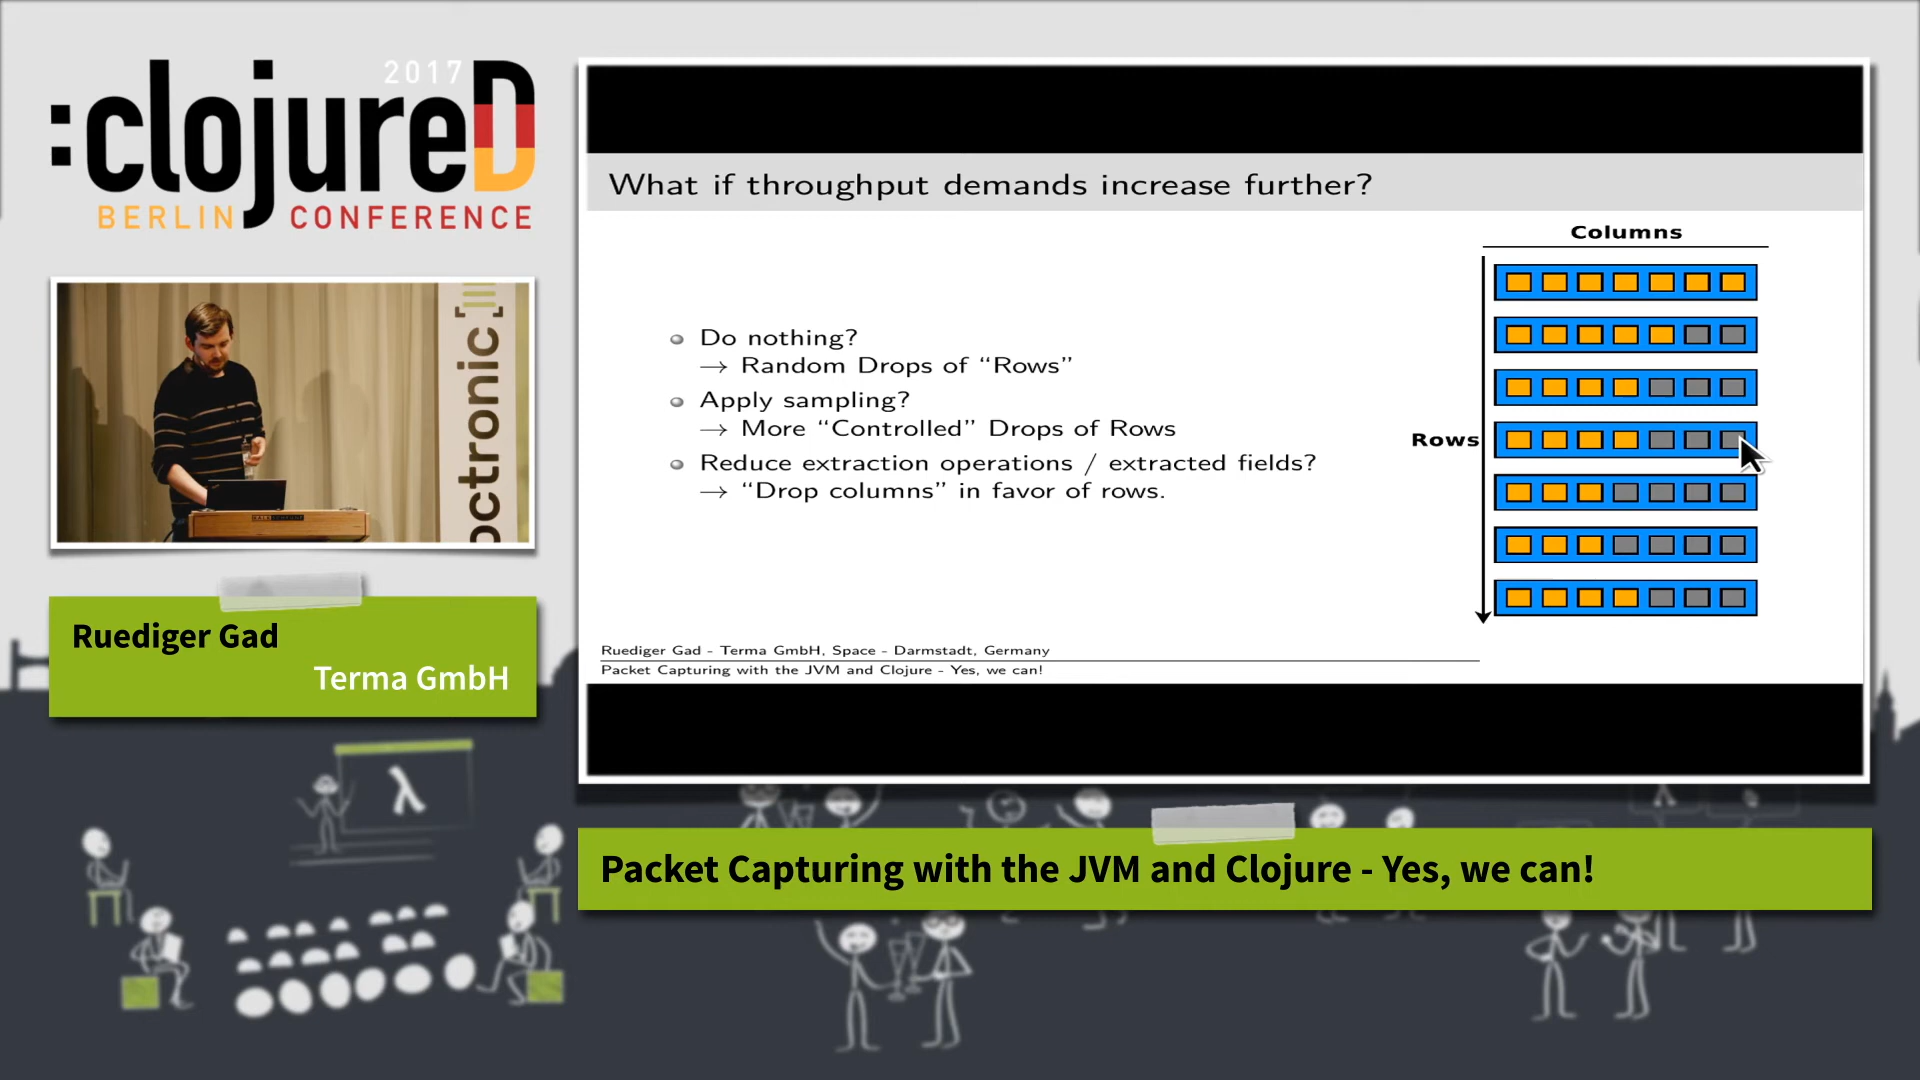 2017
:clojureD
BERLIN CONFERENCE
octronic
Ruediger Gad
Terma GmbH
What if throughput demands increase further?
Do nothing?
→ Random Drops of “Rows”
Apply sampling?
→ More “Controlled” Drops of Rows
Reduce extraction operations / extracted fields?
→ “Drop columns” in favor of rows.
Columns
Rows
Ruediger Gad - Terma GmbH, Space - Darmstadt, Germany
Packet Capturing with the JVM and Clojure - Yes, we can!
λ
Packet Capturing with the JVM and Clojure - Yes, we can!